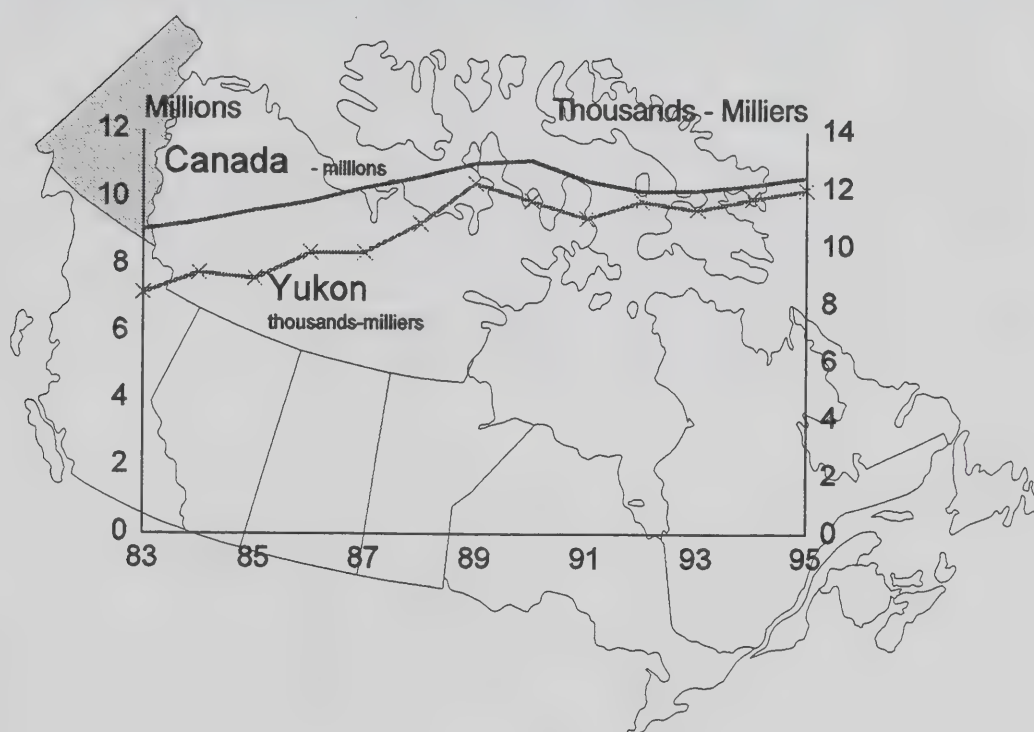 Millions
Thousands - Milliers
12
14
Canada - millions
10
12
10
8
Yukon
8
thousands-milliers
6
6
4
4
2
2
0
0
83 85 87 89 91 93 95